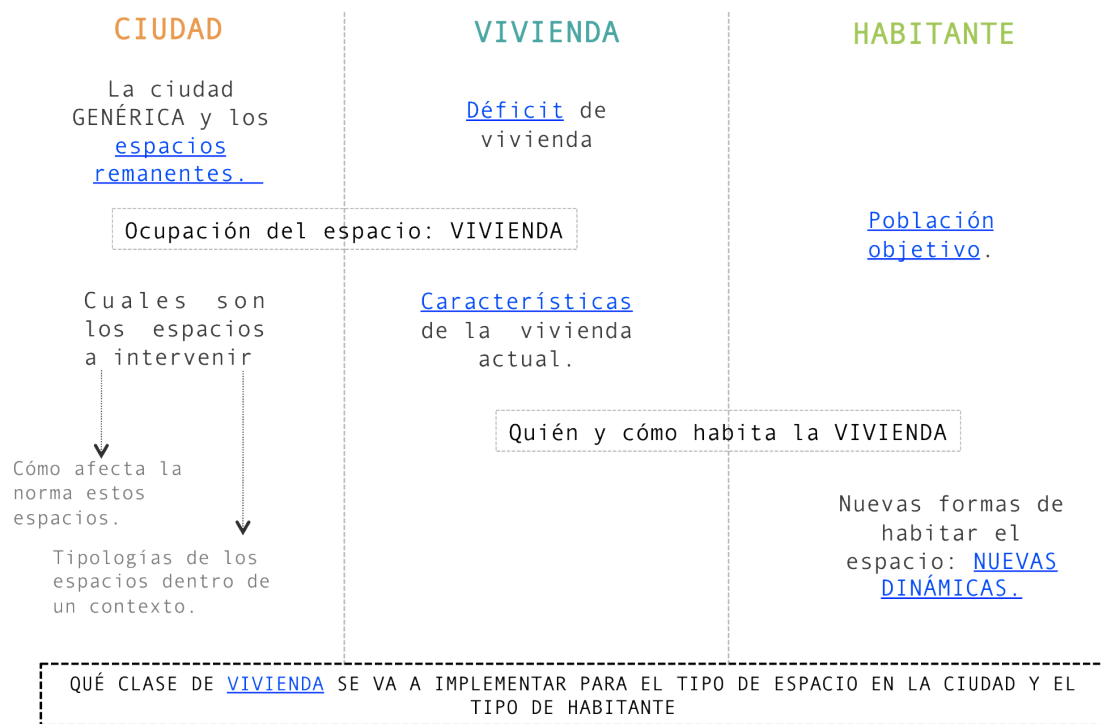 CIUDAD
La ciudad
GENÉRICA y los
espacios
remanentes.
Cuales son
los espacios
a intervenir
Cómo afecta la
norma estos
espacios.
Tipologías de los
espacios dentro de
un contexto.
Ocupación del espacio: VIVIENDA
VIVIENDA
Déficit de
vivienda
Características
de la vivienda
actual.
Quién y cómo habita la VIVIENDA
HABITANTE
Población
objetivo.
Nuevas formas de
habitar el
espacio: NUEVAS
DINÁMICAS.
QUÉ CLASE DE VIVIENDA SE VA A IMPLEMENTAR PARA EL TIPO DE ESPACIO EN LA CIUDAD Y EL
TIPO DE HABITANTE